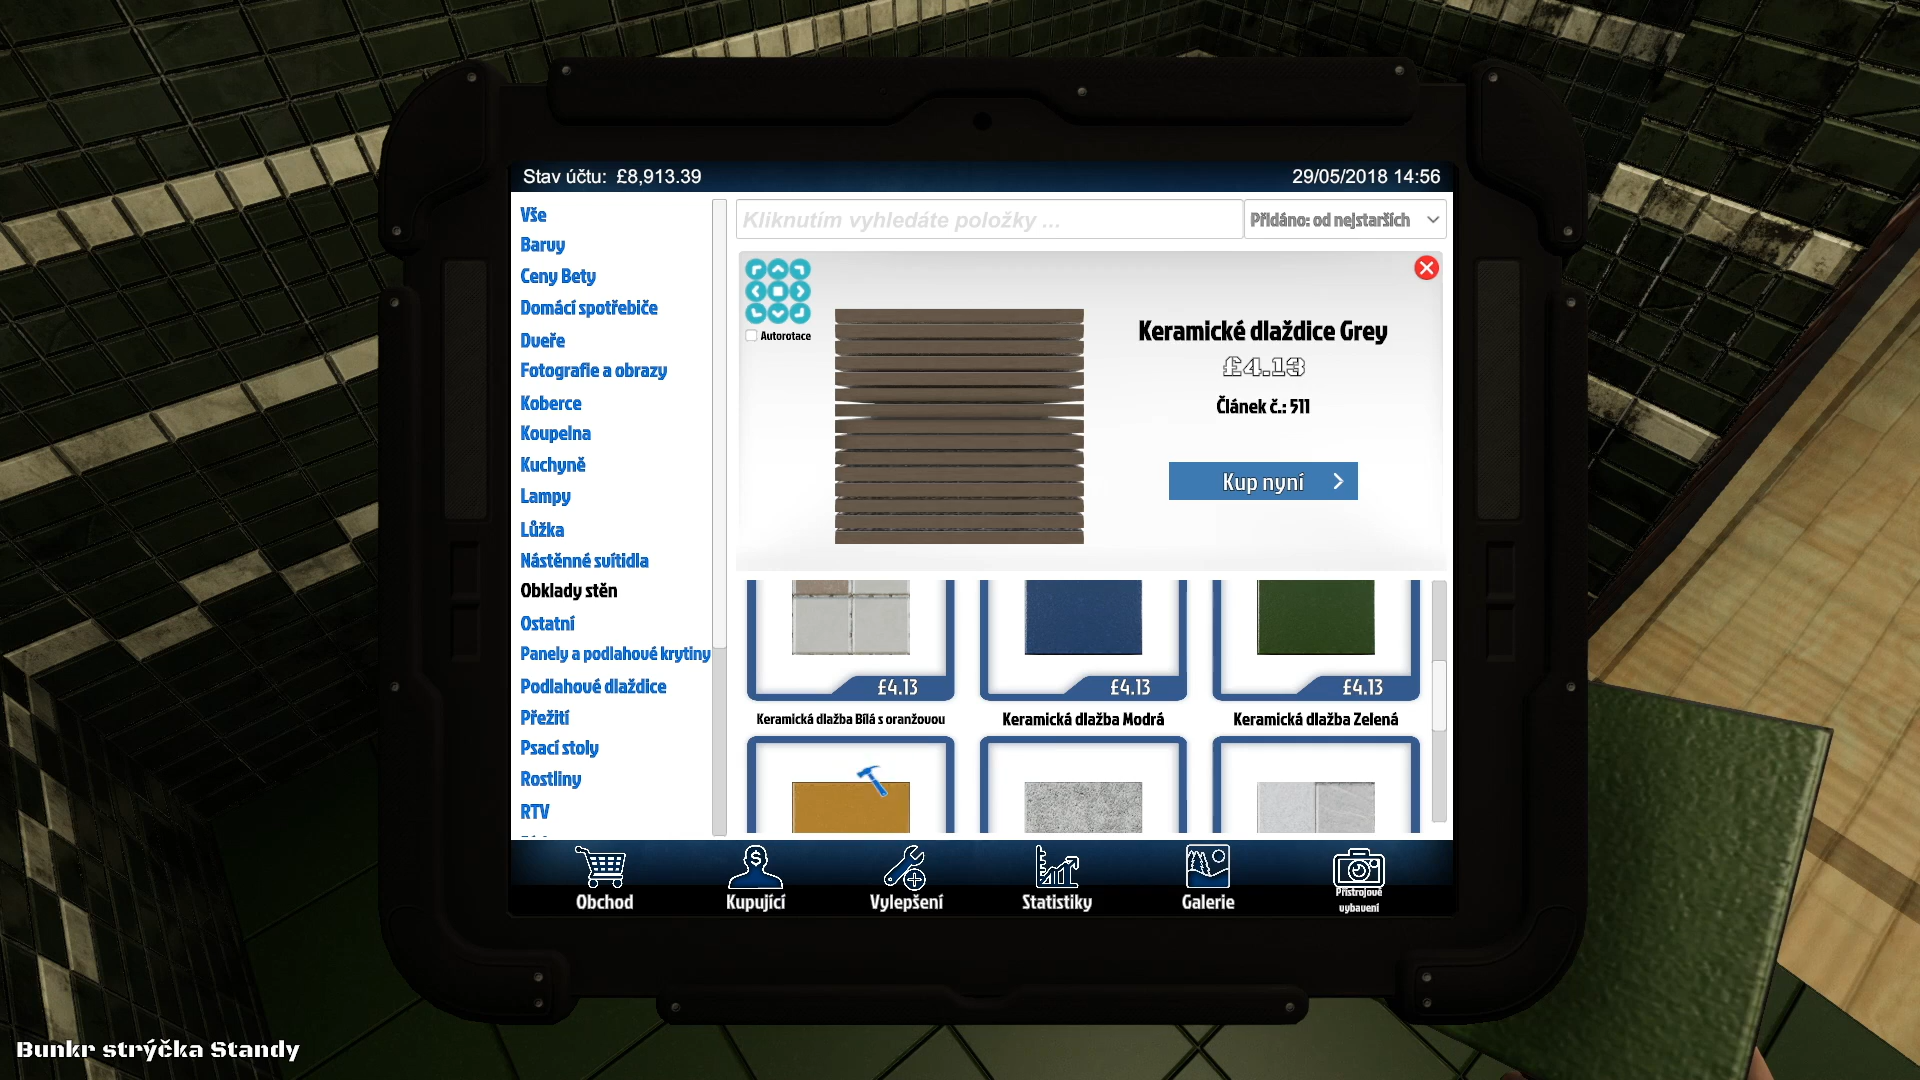 Stav účtu: £8,913.39
29/05/2018 14:56
Vše
Barvy
Ceny Bety
Domácí spotřebiče
Dveře
Fotografie a obrazy
Koberce
Koupelna
Kuchyně
Lampy
Lůžka
Nástěnné svítidla
Obklady stěn
Ostatní
Panely a podlahové krytiny
Podlahové dlaždice
Přežití
Psací stoly
Rostliny
RTV
Kliknutím vyhledáte položky ...
Přidáno: od nejstarších
Autorotace
Keramické dlaždice Grey
£4.13
Článek č.: 511
Kup nyní
£4.13
£4.13
£4.13
Keramická dlažba Bílá s oranžovou
Keramická dlažba Modrá
Keramická dlažba Zelená
Obchod
Kupující
Vylepšení
Statistiky
Galerie
Přístrojové
vybavení
Bunkr strýčka Standy